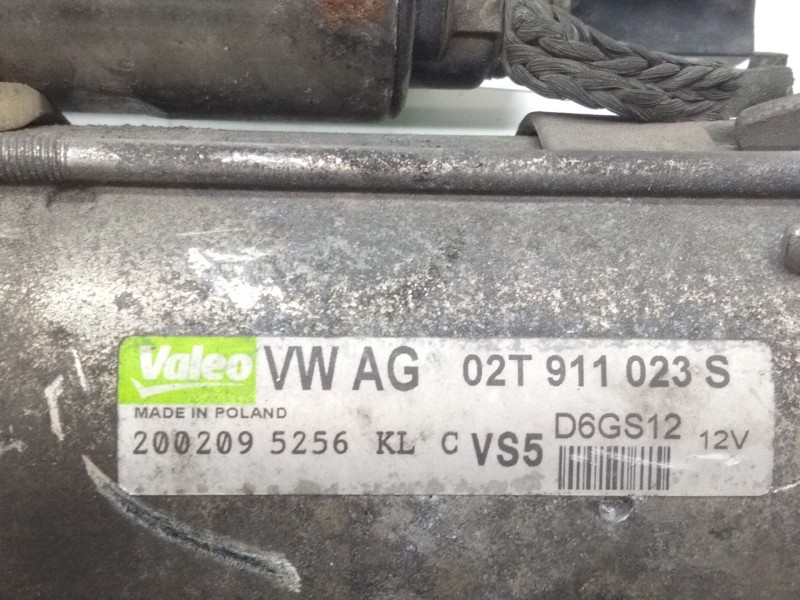 Valeo VW AG 02T 911 023 S
MADE IN POLAND
200209 5256 KL C VS5 D6GS12 12V